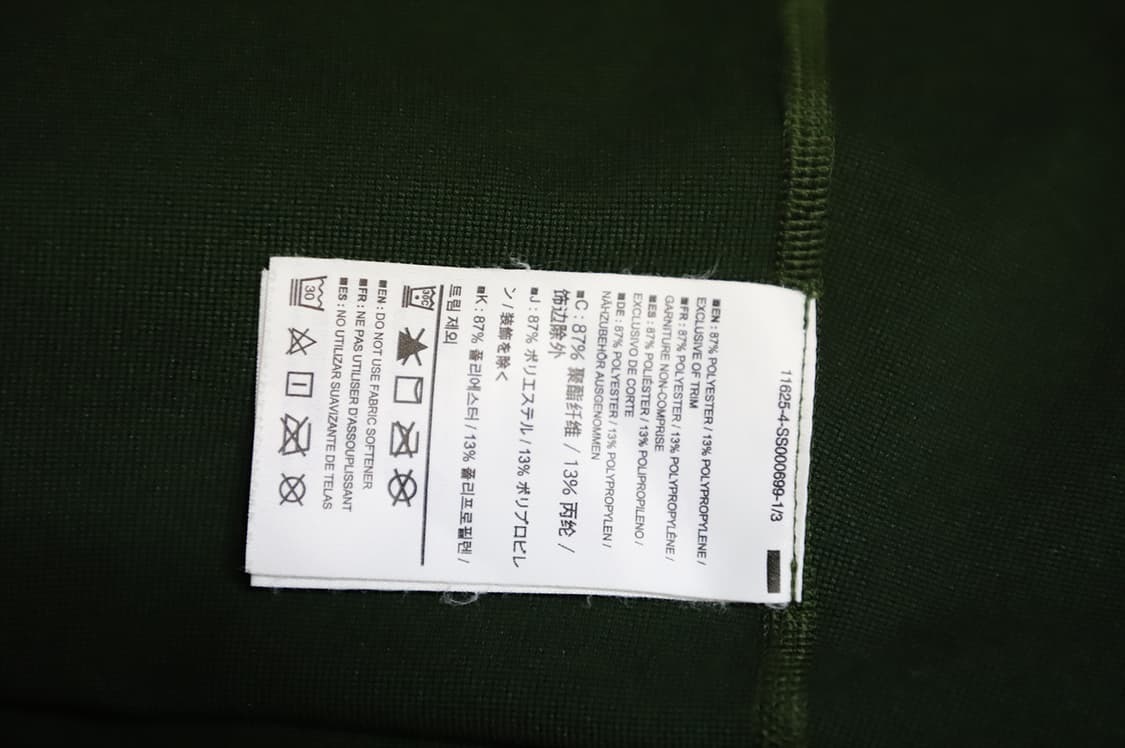 11625-4-SS000699-1/3
■EN : 87% POLYESTER / 13% POLYPROPYLENE /
EXCLUSIVE OF TRIM
■FR : 87% POLYESTER / 13% POLYPROPYLÈNE /
GARNITURE NON-COMPRISE
■ES : 87% POLIÉSTER / 13% POLIPROPILENO /
EXCLUSIVO DE CORTE
■DE : 87% POLYESTER / 13% POLYPROPYLEN /
NÄHZUBEHÖR AUSGENOMMEN
■C : 87% 聚酯纤维 / 13% 丙纶 /
饰边除外
■J : 87% ポリエステル / 13% ポリプロピレ
ン / 装飾を除く
■K : 87% 폴리에스터 / 13% 폴리프로필렌 /
트림 제외
30C
■EN : DO NOT USE FABRIC SOFTENER
■FR : NE PAS UTILISER D'ASSOUPLISSANT
■ES : NO UTILIZAR SUAVIZANTE DE TELAS
30